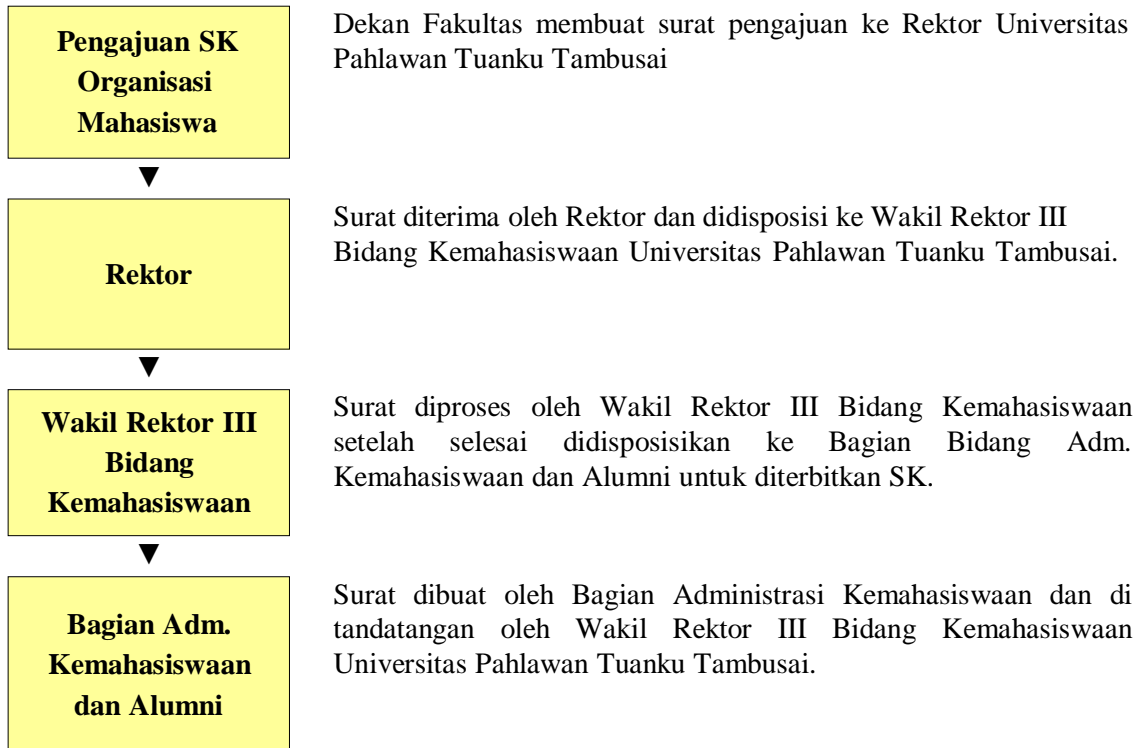 Pengajuan SK
Organisasi
Mahasiswa
Dekan Fakultas membuat surat pengajuan ke Rektor Universitas
Pahlawan Tuanku Tambusai
Rektor
Surat diterima oleh Rektor dan didisposisi ke Wakil Rektor III
Bidang Kemahasiswaan Universitas Pahlawan Tuanku Tambusai.
Wakil Rektor III
Bidang
Kemahasiswaan
Surat diproses oleh Wakil Rektor III Bidang Kemahasiswaan
setelah selesai didisposisikan ke Bagian Bidang Adm.
Kemahasiswaan dan Alumni untuk diterbitkan SK.
Bagian Adm.
Kemahasiswaan
dan Alumni
Surat dibuat oleh Bagian Administrasi Kemahasiswaan dan di
tandatangan oleh Wakil Rektor III Bidang Kemahasiswaan
Universitas Pahlawan Tuanku Tambusai.